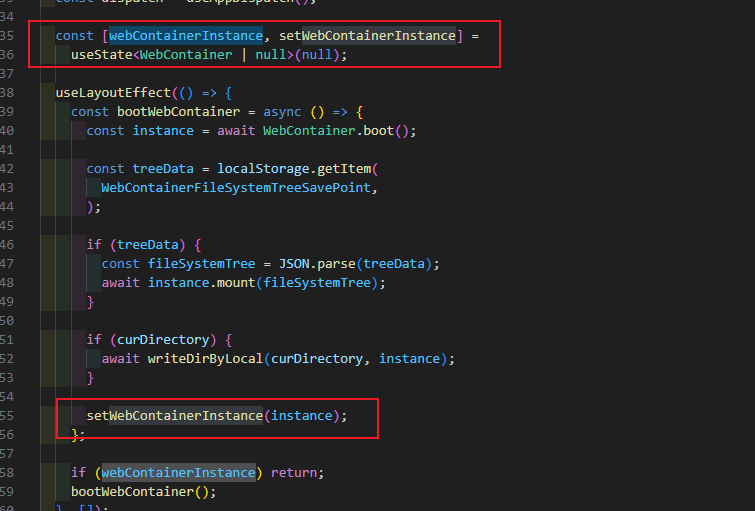 const dispatch = useAppDispatch();
34
35 const [webContainerInstance, setWebContainerInstance] =
36 useState<WebContainer | null>(null);
37
38 useLayoutEffect(() => {
39 const bootWebContainer = async () => {
40 const instance = await WebContainer.boot();
41
42 const treeData = localStorage.getItem(
43 WebContainerFileSystemTreeSavePoint,
44 );
45
46 if (treeData) {
47 const fileSystemTree = JSON.parse(treeData);
48 await instance.mount(fileSystemTree);
49 }
50
51 if (curDirectory) {
52 await writeDirByLocal(curDirectory, instance);
53 }
54
55 setWebContainerInstance(instance);
56 };
57
58 if (webContainerInstance) return;
59 bootWebContainer();
60 }, []);